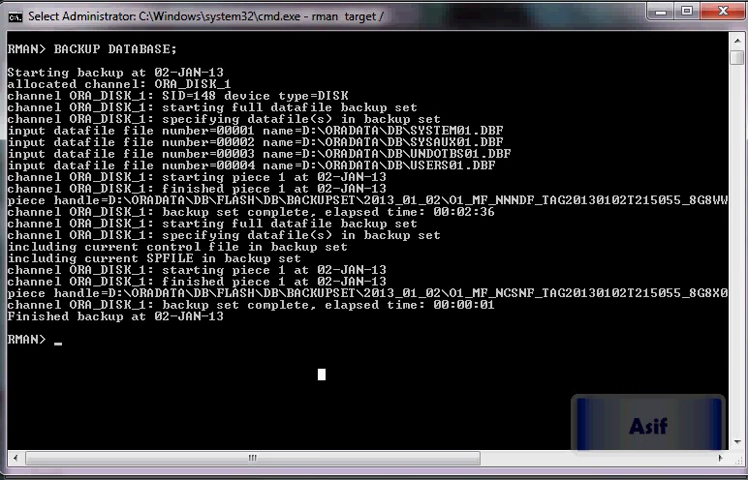 Select Administrator: C:\Windows\system32\cmd.exe - rman target /
RMAN> BACKUP DATABASE;
Starting backup at 02-JAN-13
allocated channel: ORA_DISK_1
channel ORA_DISK_1: SID=148 device type=DISK
channel ORA_DISK_1: starting full datafile backup set
channel ORA_DISK_1: specifying datafile(s) in backup set
input datafile file number=00001 name=D:\ORADATA\DB\SYSTEM01.DBF
input datafile file number=00002 name=D:\ORADATA\DB\SYSAUX01.DBF
input datafile file number=00003 name=D:\ORADATA\DB\UNDOTBS01.DBF
input datafile file number=00004 name=D:\ORADATA\DB\USERS01.DBF
channel ORA_DISK_1: starting piece 1 at 02-JAN-13
channel ORA_DISK_1: finished piece 1 at 02-JAN-13
piece handle=D:\ORADATA\DB\FLASH\DB\BACKUPSET\2013_01_02\O1_MF_NNNDF_TAG20130102T215055_8G8WW
channel ORA_DISK_1: backup set complete, elapsed time: 00:02:36
channel ORA_DISK_1: starting full datafile backup set
channel ORA_DISK_1: specifying datafile(s) in backup set
including current control file in backup set
including current SPFILE in backup set
channel ORA_DISK_1: starting piece 1 at 02-JAN-13
channel ORA_DISK_1: finished piece 1 at 02-JAN-13
piece handle=D:\ORADATA\DB\FLASH\DB\BACKUPSET\2013_01_02\O1_MF_NCSNF_TAG20130102T215055_8G8X0
channel ORA_DISK_1: backup set complete, elapsed time: 00:00:01
Finished backup at 02-JAN-13
RMAN> _
Asif